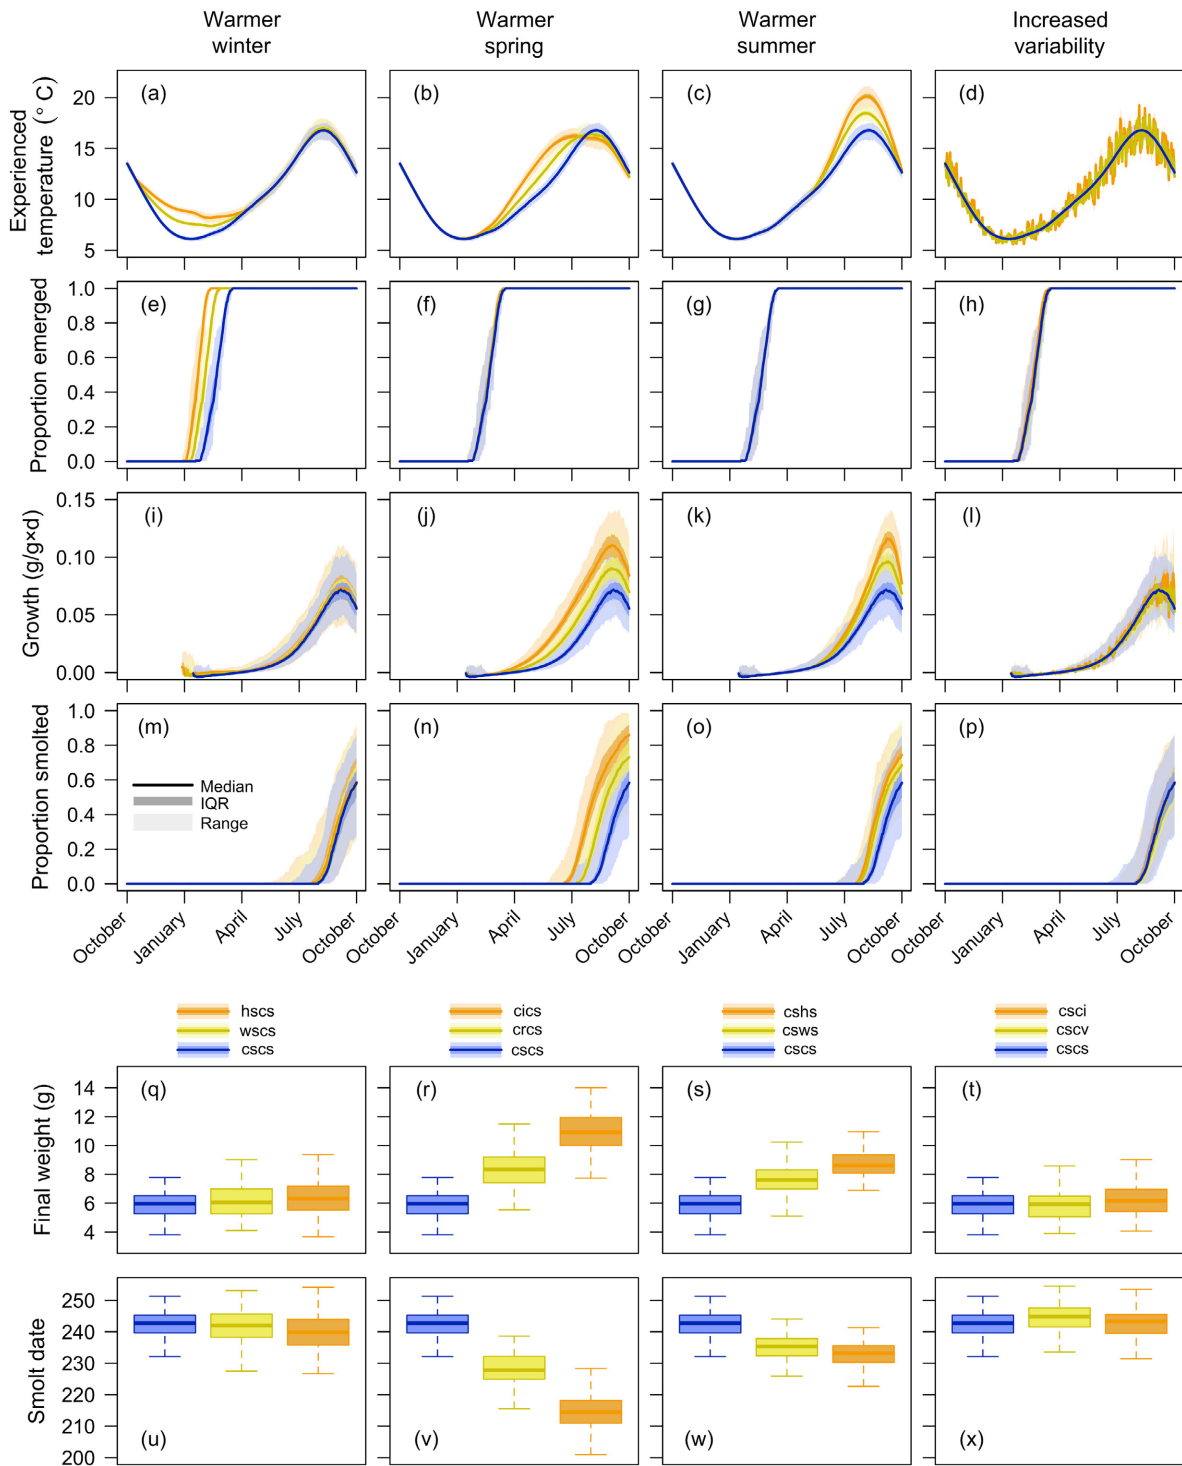 Warmer winter
Warmer spring
Warmer summer
Increased variability
Experienced temperature (° C)
20
15
10
5
(a)
(b)
(c)
(d)
Proportion emerged
1.0
0.8
0.6
0.4
0.2
0.0
(e)
(f)
(g)
(h)
Growth (g/g×d)
0.15
0.10
0.05
0.00
(i)
(j)
(k)
(l)
Proportion smolted
1.0
0.8
0.6
0.4
0.2
0.0
(m)
Median
IQR
Range
(n)
(o)
(p)
October
January
April
July
October
October
January
April
July
October
October
January
April
July
October
October
January
April
July
October
hscs
wscs
cscs
cics
crcs
cscs
cshs
csws
cscs
csci
cscv
cscs
Final weight (g)
14
12
10
8
6
4
(q)
(r)
(s)
(t)
Smolt date
250
240
230
220
210
200
(u)
(v)
(w)
(x)